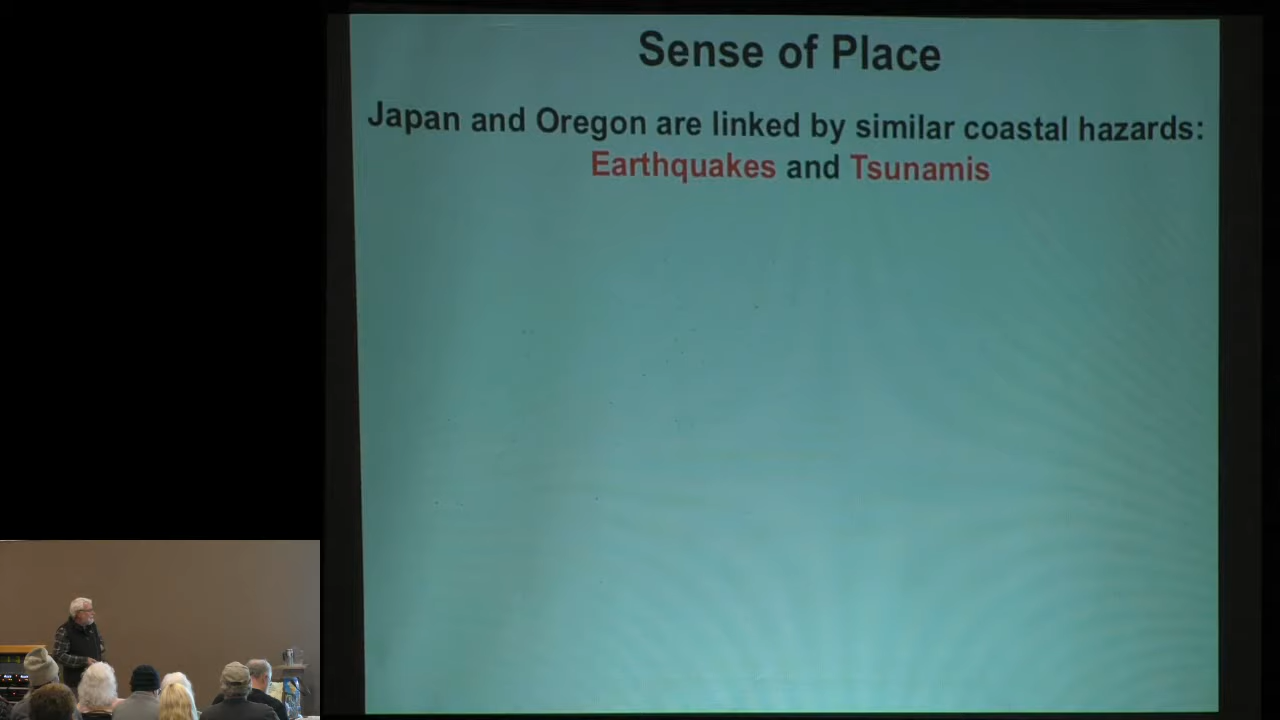 Sense of Place
Japan and Oregon are linked by similar coastal hazards:
Earthquakes and Tsunamis